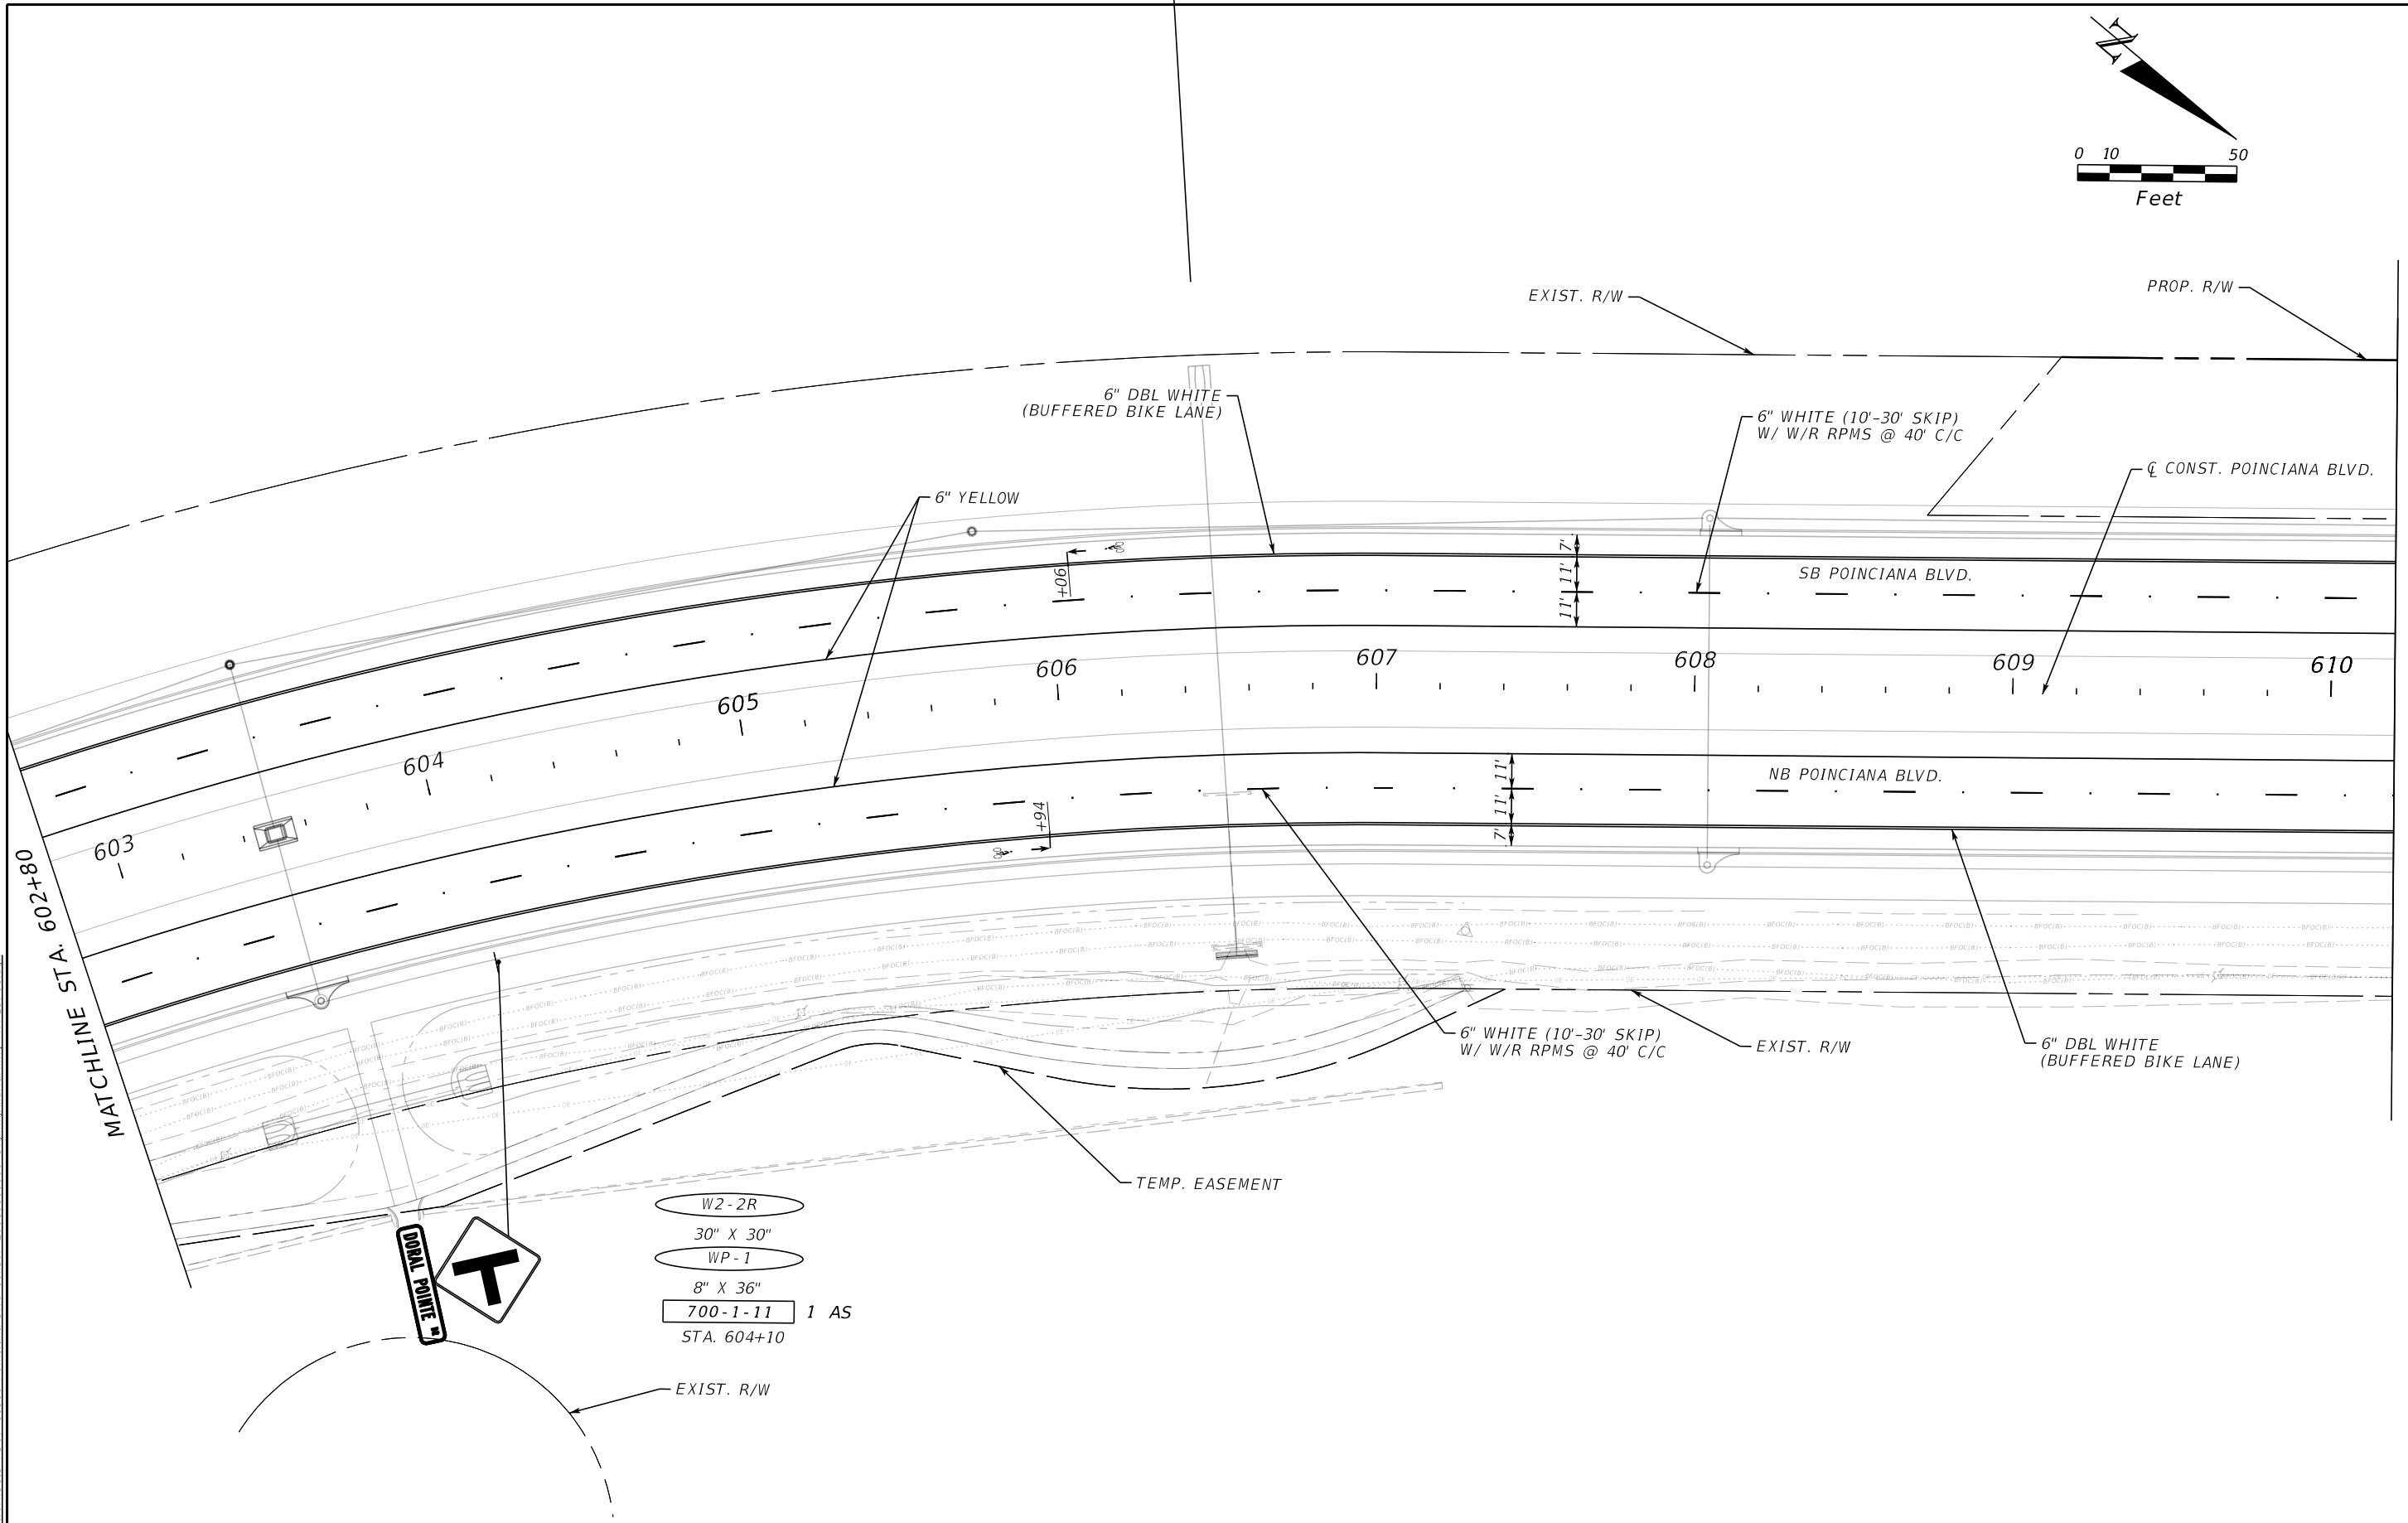 N
0 10 50
Feet
EXIST. R/W
PROP. R/W
6" DBL WHITE
(BUFFERED BIKE LANE)
6" WHITE (10'-30' SKIP)
W/ W/R RPMS @ 40' C/C
℄ CONST. POINCIANA BLVD.
6" YELLOW
+06
7'
11'
11'
SB POINCIANA BLVD.
603
604
605
606
607
608
609
610
NB POINCIANA BLVD.
11'
11'
7'
+94
MATCHLINE STA. 602+80
6" WHITE (10'-30' SKIP)
W/ W/R RPMS @ 40' C/C
EXIST. R/W
6" DBL WHITE
(BUFFERED BIKE LANE)
TEMP. EASEMENT
BFOC(B)
OE
W2-2R
30" X 30"
WP-1
8" X 36"
700-1-11 1 AS
STA. 604+10
DORAL POINTE DR
EXIST. R/W